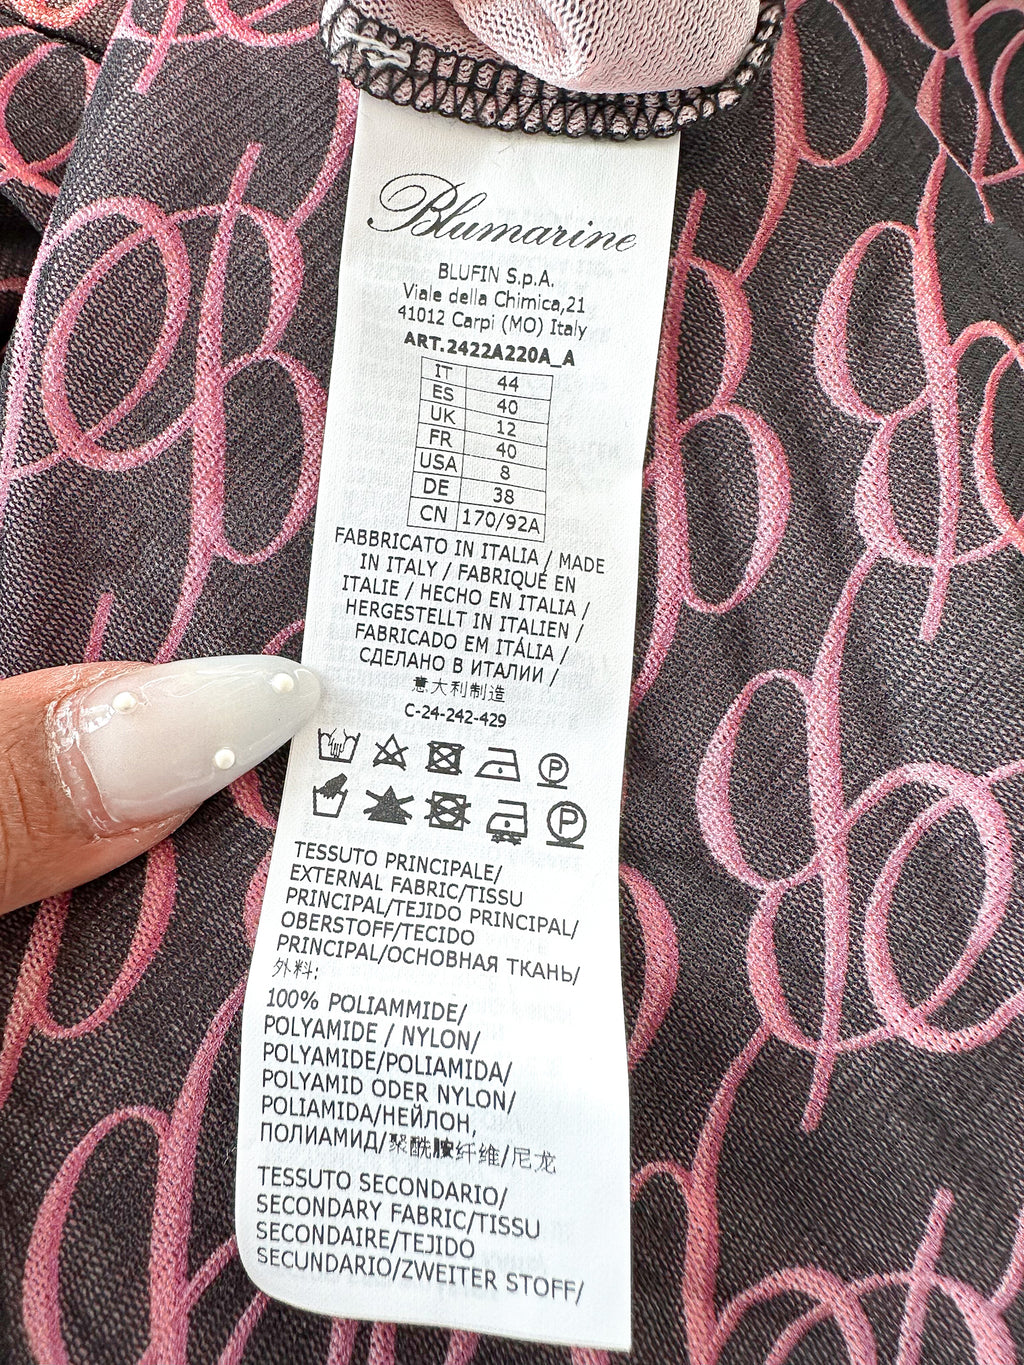 Blumarine
BLUFIN S.p.A.
Viale della Chimica,21
41012 Carpi (MO) Italy
ART.2422A220A_A
IT 44
ES 40
UK 12
FR 40
USA 8
DE 38
CN 170/92A
FABBRICATO IN ITALIA / MADE
IN ITALY / FABRIQUÉ EN
ITALIE / HECHO EN ITALIA /
HERGESTELLT IN ITALIEN /
FABRICADO EM ITÁLIA /
СДЕЛАНО В ИТАЛИИ /
意大利制造
C-24-242-429
P
P
TESSUTO PRINCIPALE/
EXTERNAL FABRIC/TISSU
PRINCIPAL/TEJIDO PRINCIPAL/
OBERSTOFF/TECIDO
PRINCIPAL/ОСНОВНАЯ ТКАНЬ/
外料:
100% POLIAMMIDE/
POLYAMIDE / NYLON/
POLYAMIDE/POLIAMIDA/
POLYAMID ODER NYLON/
POLIAMIDA/НЕЙЛОН,
ПОЛИАМИД/聚酰胺纤维/尼龙
TESSUTO SECONDARIO/
SECONDARY FABRIC/TISSU
SECONDAIRE/TEJIDO
SECUNDARIO/ZWEITER STOFF/